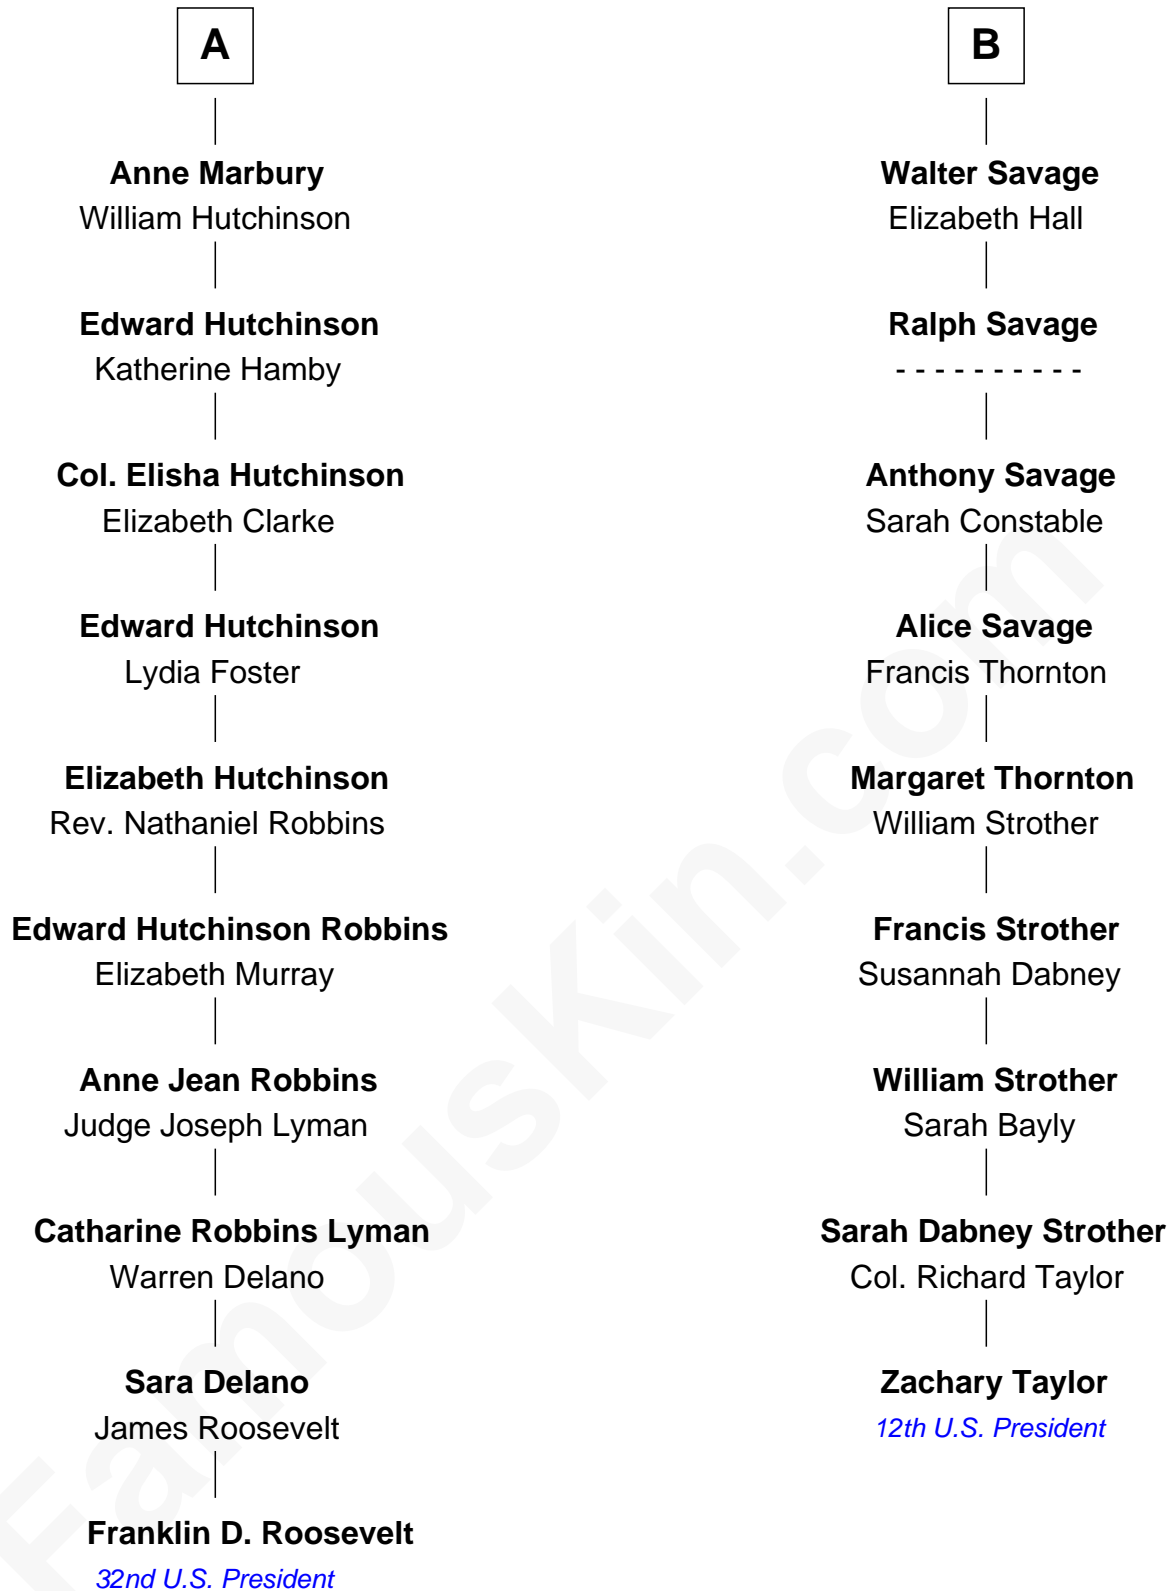 A
Anne Marbury
William Hutchinson
Edward Hutchinson
Katherine Hamby
Col. Elisha Hutchinson
Elizabeth Clarke
Edward Hutchinson
Lydia Foster
Elizabeth Hutchinson
Rev. Nathaniel Robbins
Edward Hutchinson Robbins
Elizabeth Murray
Anne Jean Robbins
Judge Joseph Lyman
Catharine Robbins Lyman
Warren Delano
Sara Delano
James Roosevelt
Franklin D. Roosevelt
32nd U.S. President
B
Walter Savage
Elizabeth Hall
Ralph Savage
- - - - - - - - - -
Anthony Savage
Sarah Constable
Alice Savage
Francis Thornton
Margaret Thornton
William Strother
Francis Strother
Susannah Dabney
William Strother
Sarah Bayly
Sarah Dabney Strother
Col. Richard Taylor
Zachary Taylor
12th U.S. President
FamousKin.com